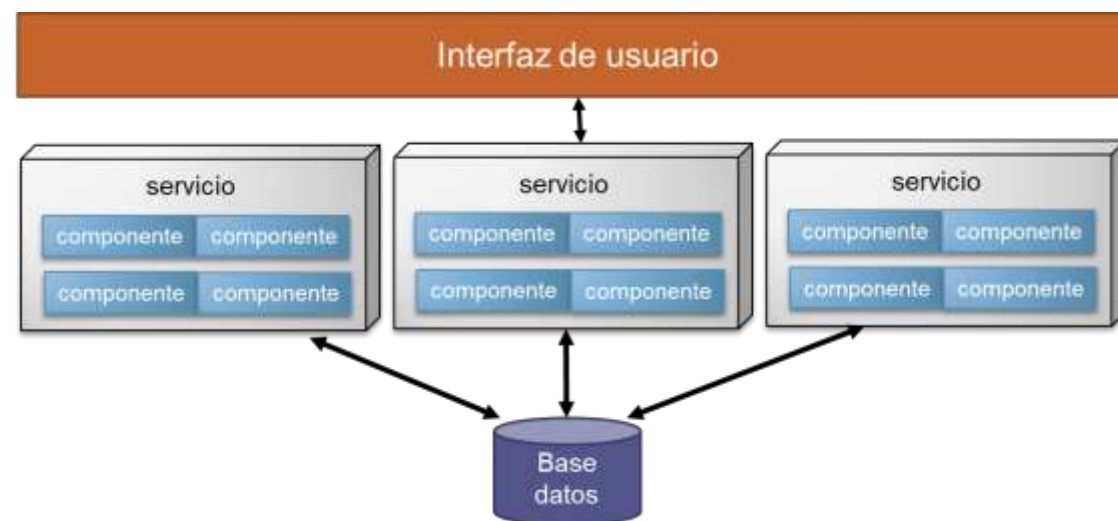 Interfaz de usuario
servicio
componente componente
componente componente
servicio
componente componente
componente componente
servicio
componente componente
componente componente
Base
datos